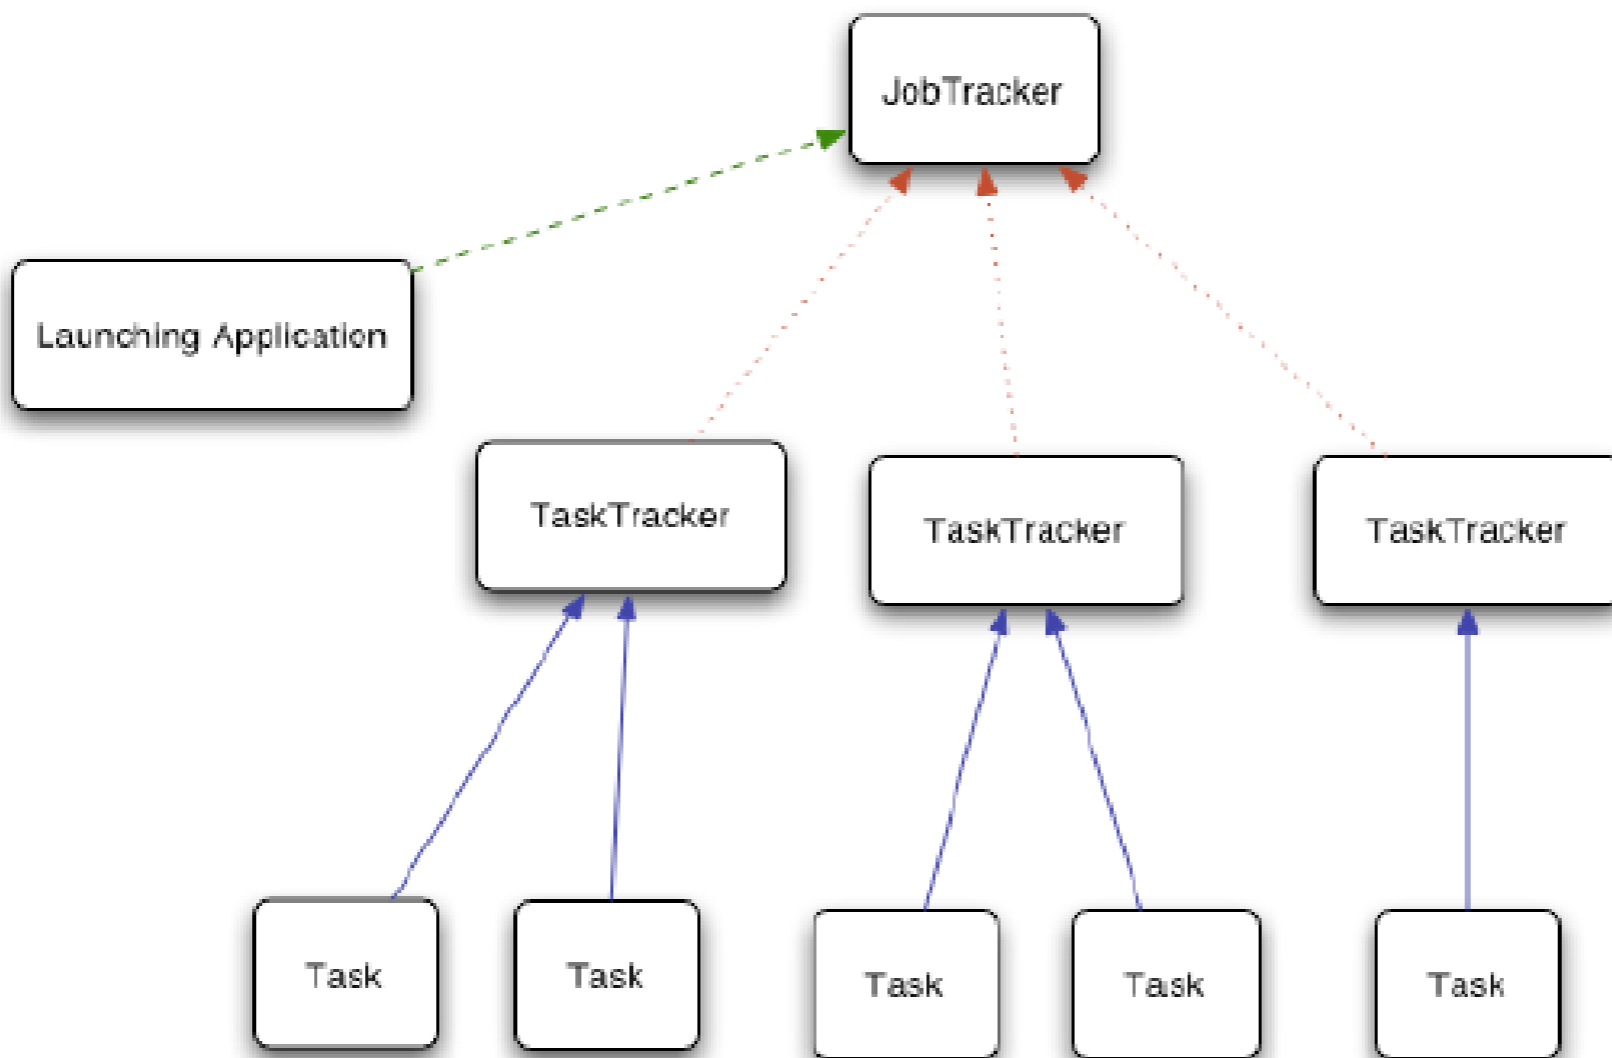 JobTracker
Launching Application
TaskTracker
TaskTracker
TaskTracker
Task
Task
Task
Task
Task